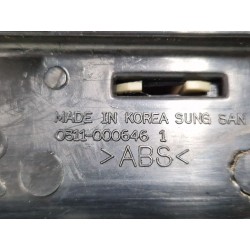 MADE IN KOREA SUNG SAN
0511-000646 1
>ABS<